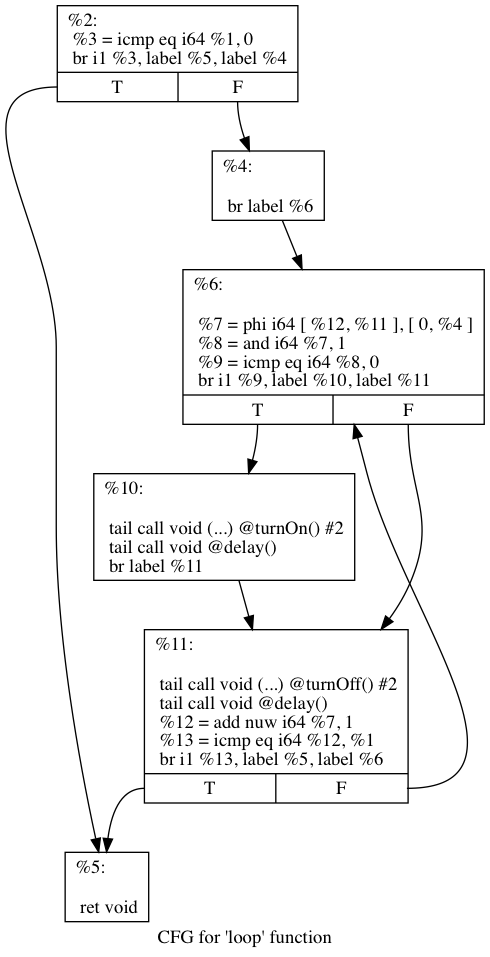 %2:
%3 = icmp eq i64 %1, 0
br i1 %3, label %5, label %4
T F
%4:
br label %6
%6:
%7 = phi i64 [ %12, %11 ], [ 0, %4 ]
%8 = and i64 %7, 1
%9 = icmp eq i64 %8, 0
br i1 %9, label %10, label %11
T F
%10:
tail call void (...) @turnOn() #2
tail call void @delay()
br label %11
%11:
tail call void (...) @turnOff() #2
tail call void @delay()
%12 = add nuw i64 %7, 1
%13 = icmp eq i64 %12, %1
br i1 %13, label %5, label %6
T F
%5:
ret void
CFG for 'loop' function